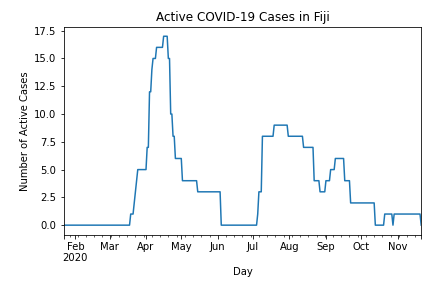 Active COVID-19 Cases in Fiji
Number of Active Cases
17.5
15.0
12.5
10.0
7.5
5.0
2.5
0.0
Feb Mar Apr May Jun Jul Aug Sep Oct Nov
2020
Day